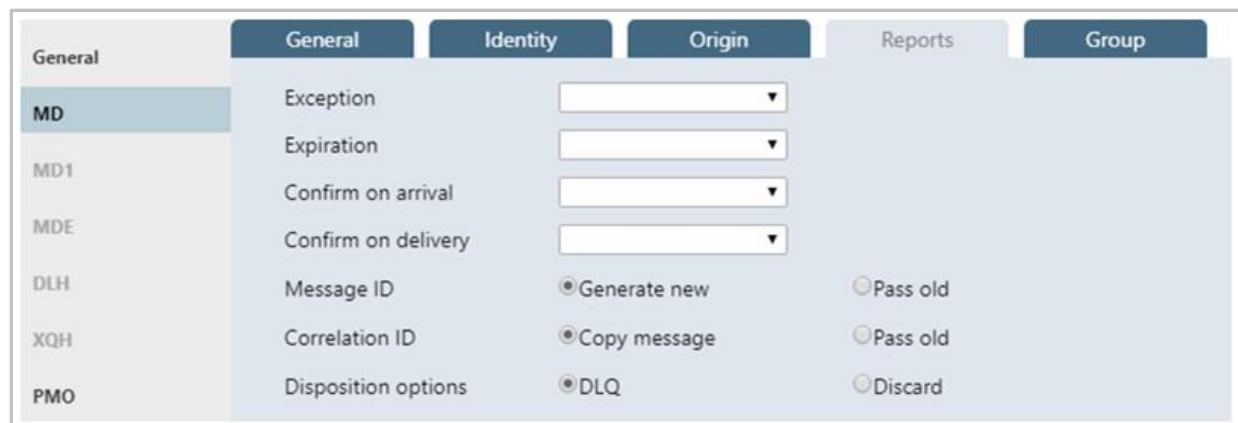 General
MD
MD1
MDE
DLH
XQH
PMO
General Identity Origin Reports Group
Exception
Expiration
Confirm on arrival
Confirm on delivery
Message ID Generate new Pass old
Correlation ID Copy message Pass old
Disposition options DLQ Discard